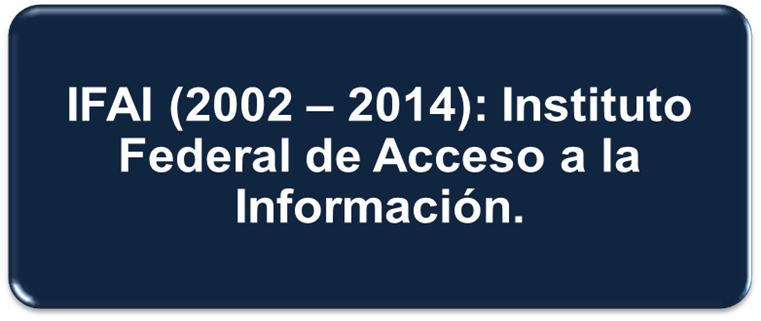 IFAI (2002 – 2014): Instituto
Federal de Acceso a la
Información.